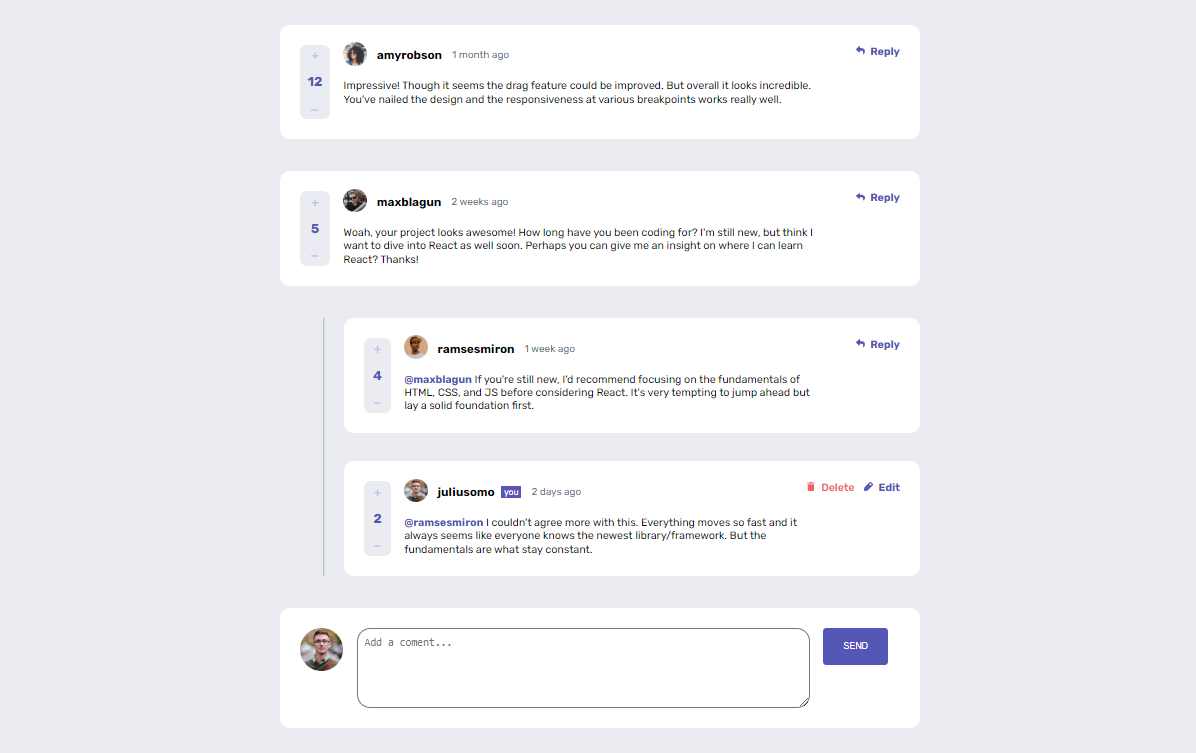 +
12
–
amyrobson 1 month ago
Reply
Impressive! Though it seems the drag feature could be improved. But overall it looks incredible.
You've nailed the design and the responsiveness at various breakpoints works really well.
+
5
–
maxblagun 2 weeks ago
Reply
Woah, your project looks awesome! How long have you been coding for? I'm still new, but think I
want to dive into React as well soon. Perhaps you can give me an insight on where I can learn
React? Thanks!
+
4
–
ramsesmiron 1 week ago
Reply
@maxblagun If you're still new, I'd recommend focusing on the fundamentals of
HTML, CSS, and JS before considering React. It's very tempting to jump ahead but
lay a solid foundation first.
+
2
–
juliusomo you 2 days ago
Delete Edit
@ramsesmiron I couldn't agree more with this. Everything moves so fast and it
always seems like everyone knows the newest library/framework. But the
fundamentals are what stay constant.
Add a coment...
SEND